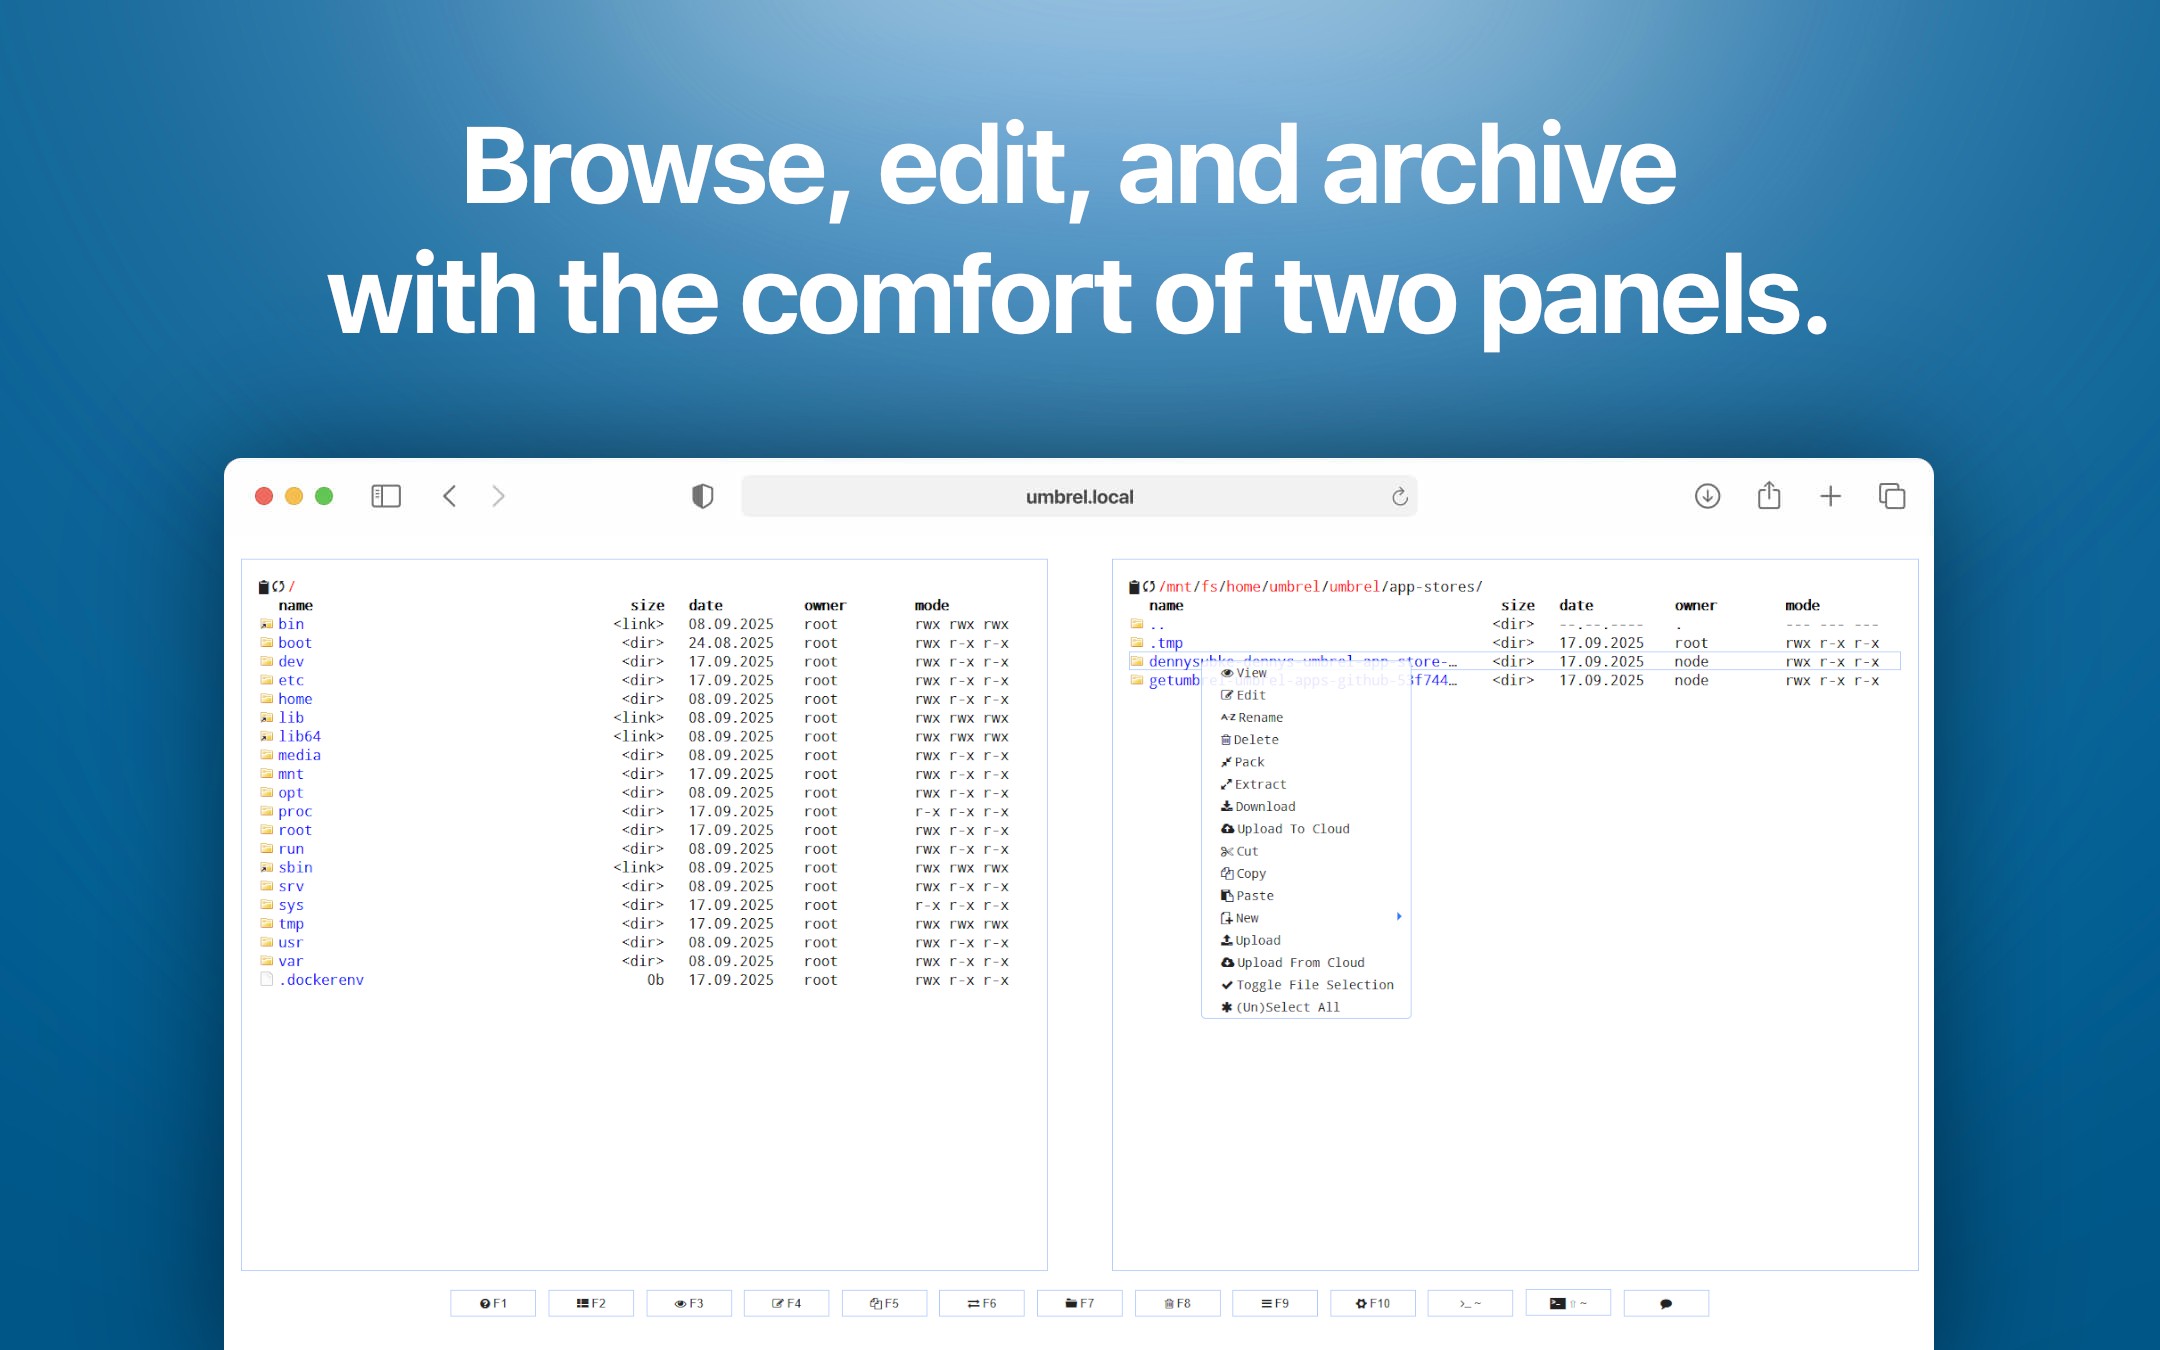 Browse, edit, and archive
with the comfort of two panels.
umbrel.local
/
name size date owner mode
bin <link> 08.09.2025 root rwx rwx rwx
boot <dir> 24.08.2025 root rwx r-x r-x
dev <dir> 17.09.2025 root rwx r-x r-x
etc <dir> 17.09.2025 root rwx r-x r-x
home <dir> 08.09.2025 root rwx r-x r-x
lib <link> 08.09.2025 root rwx rwx rwx
lib64 <link> 08.09.2025 root rwx rwx rwx
media <dir> 08.09.2025 root rwx r-x r-x
mnt <dir> 17.09.2025 root rwx r-x r-x
opt <dir> 08.09.2025 root rwx r-x r-x
proc <dir> 17.09.2025 root r-x r-x r-x
root <dir> 17.09.2025 root rwx r-x r-x
run <dir> 08.09.2025 root rwx r-x r-x
sbin <link> 08.09.2025 root rwx rwx rwx
srv <dir> 08.09.2025 root rwx r-x r-x
sys <dir> 17.09.2025 root r-x r-x r-x
tmp <dir> 17.09.2025 root rwx rwx rwx
usr <dir> 08.09.2025 root rwx r-x r-x
var <dir> 08.09.2025 root rwx r-x r-x
.dockerenv 0b 17.09.2025 root rwx r-x r-x
/mnt/fs/home/umbrel/umbrel/app-stores/
name size date owner mode
.. <dir> --.--.---- . --- --- ---
.tmp <dir> 17.09.2025 root rwx r-x r-x
<dir> 17.09.2025 node rwx r-x r-x
getumbrel-umbrel-apps-github-53f744… <dir> 17.09.2025 node rwx r-x r-x
View
Edit
A-Z Rename
Delete
Pack
Extract
Download
Upload To Cloud
Cut
Copy
Paste
New
Upload
Upload From Cloud
Toggle File Selection
(Un)Select All
F1 F2 F3 F4 F5 F6 F7 F8 F9 F10 >_ ~ >_ ⇧ ~